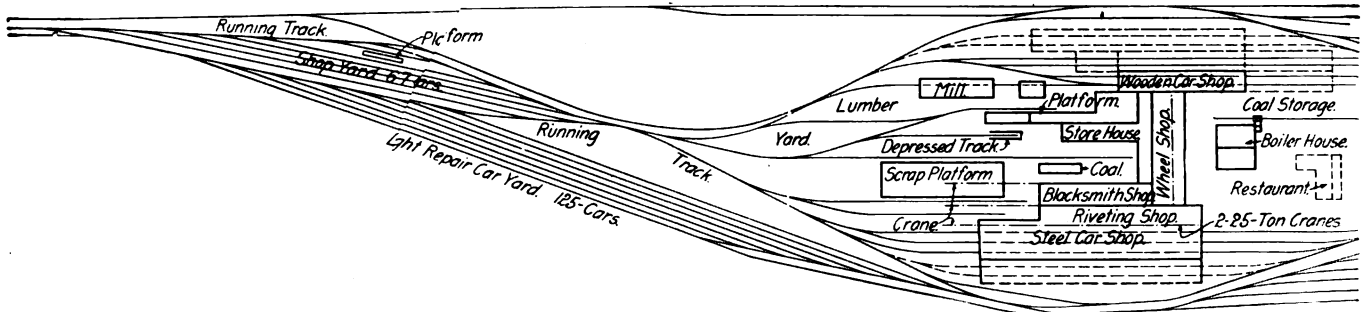 Running Track.
Platform
Shop Yard 67 Cars.
Running
Track.
Lght Repair Car Yard. 125-Cars.
Lumber
Yard.
Mill.
Platform.
Wooden Car Shop.
Coal Storage.
Store House
Wheel Shop.
Boiler House.
Depressed Track
Scrap Platform
Coal.
Blacksmith Shop
Restaurant.
Crane.
Riveting Shop.
2-25-Ton Cranes
Steel Car Shop.